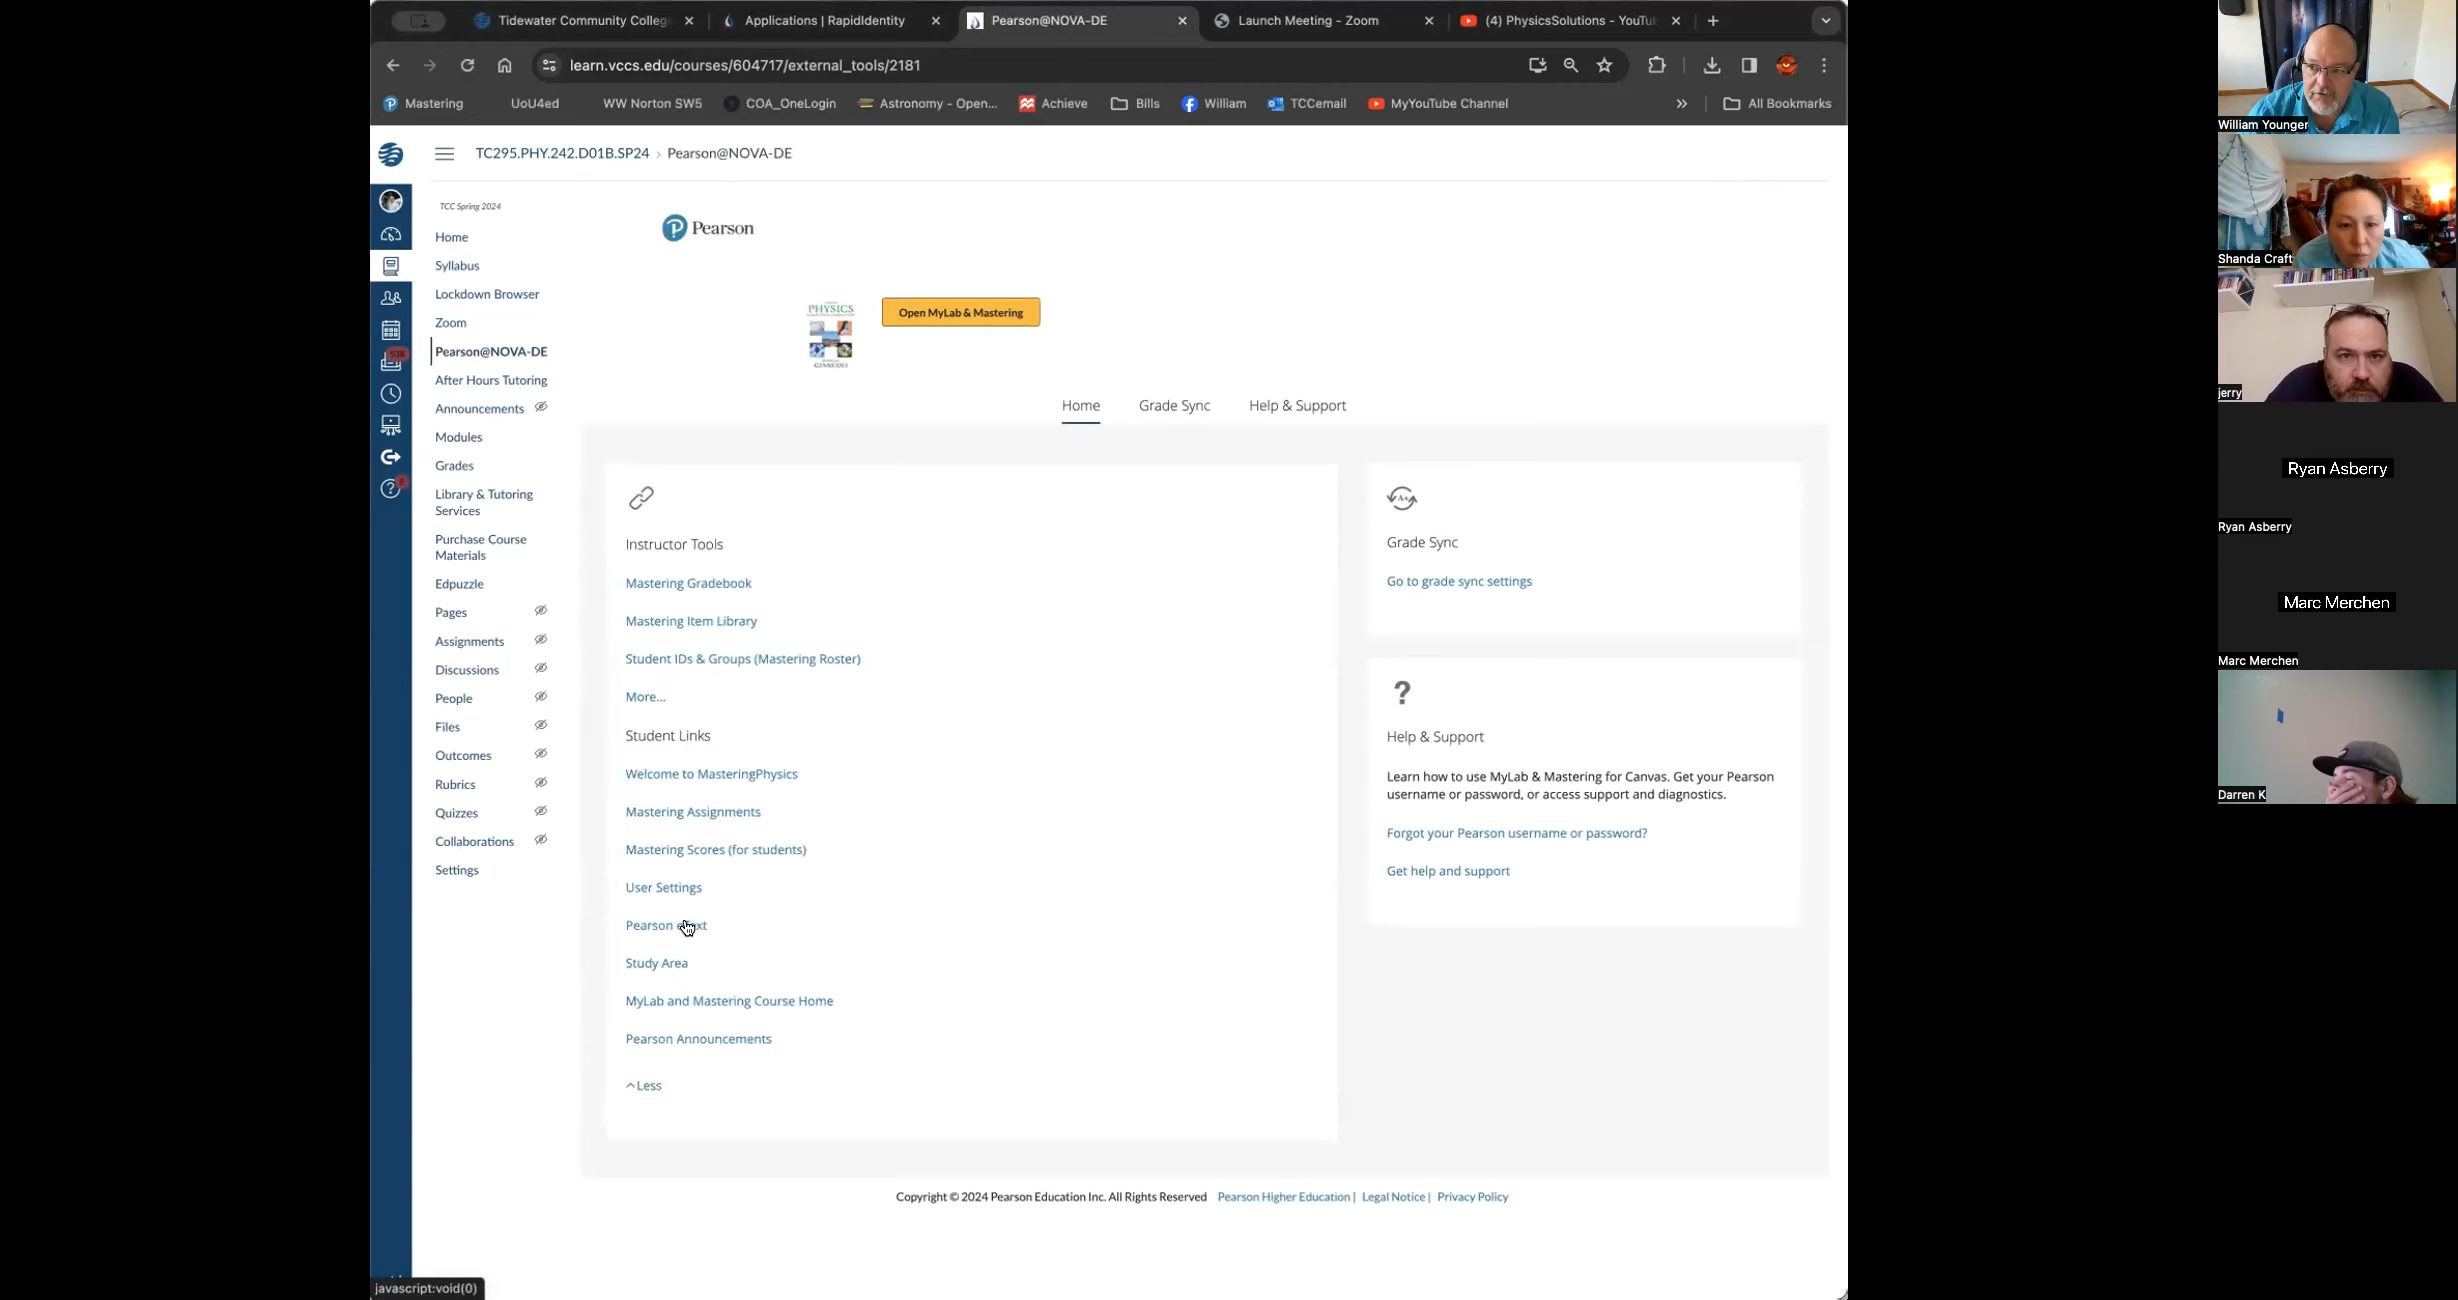 Tidewater Community Colleg
Applications | RapidIdentity
Pearson@NOVA-DE
Launch Meeting - Zoom
(4) PhysicsSolutions - YouTu
learn.vccs.edu/courses/604717/external_tools/2181
Mastering
UoU4ed
WW Norton SW5
COA_OneLogin
Astronomy - Open...
Achieve
Bills
William
TCCemail
MyYouTube Channel
All Bookmarks
TC295.PHY.242.D01B.SP24 › Pearson@NOVA-DE
TCC Spring 2024
Home
Syllabus
Lockdown Browser
Zoom
Pearson@NOVA-DE
After Hours Tutoring
Announcements
Modules
Grades
Library & Tutoring
Services
Purchase Course
Materials
Edpuzzle
Pages
Assignments
Discussions
People
Files
Outcomes
Rubrics
Quizzes
Collaborations
Settings
538
Pearson
PHYSICS
GIANCOLI
Open MyLab & Mastering
Home
Grade Sync
Help & Support
Instructor Tools
Mastering Gradebook
Mastering Item Library
Student IDs & Groups (Mastering Roster)
More...
Student Links
Welcome to MasteringPhysics
Mastering Assignments
Mastering Scores (for students)
User Settings
Pearson
Study Area
MyLab and Mastering Course Home
Pearson Announcements
Less
Grade Sync
Go to grade sync settings
?
Help & Support
Learn how to use MyLab & Mastering for Canvas. Get your Pearson
username or password, or access support and diagnostics.
Forgot your Pearson username or password?
Get help and support
Copyright © 2024 Pearson Education Inc. All Rights Reserved
Pearson Higher Education |
Legal Notice |
Privacy Policy
javascript:void(0)
William Younger
Shanda Craft
jerry
Ryan Asberry
Ryan Asberry
Marc Merchen
Marc Merchen
Darren K